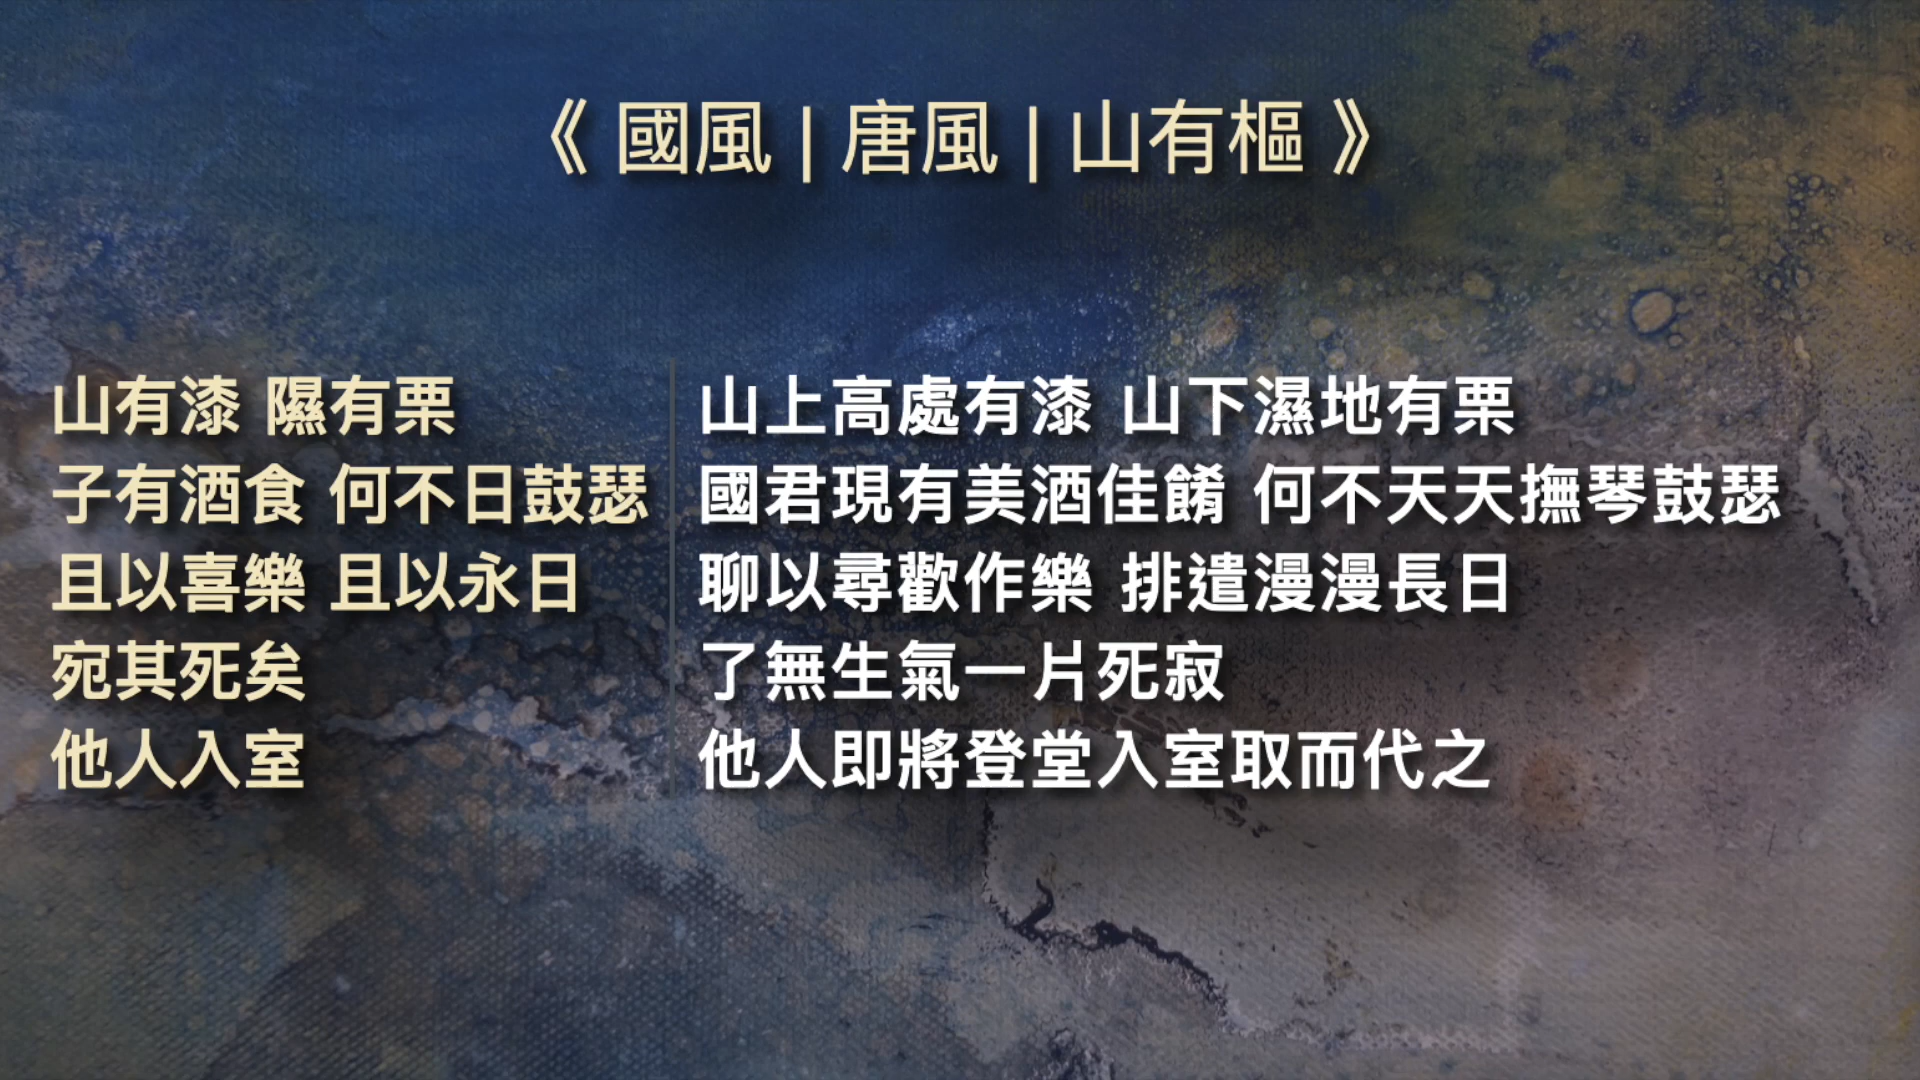 《 國風 | 唐風 | 山有樞 》
山有漆 隰有栗
子有酒食 何不日鼓瑟
且以喜樂 且以永日
宛其死矣
他人入室
山上高處有漆 山下濕地有栗
國君現有美酒佳餚 何不天天撫琴鼓瑟
聊以尋歡作樂 排遣漫漫長日
了無生氣一片死寂
他人即將登堂入室取而代之